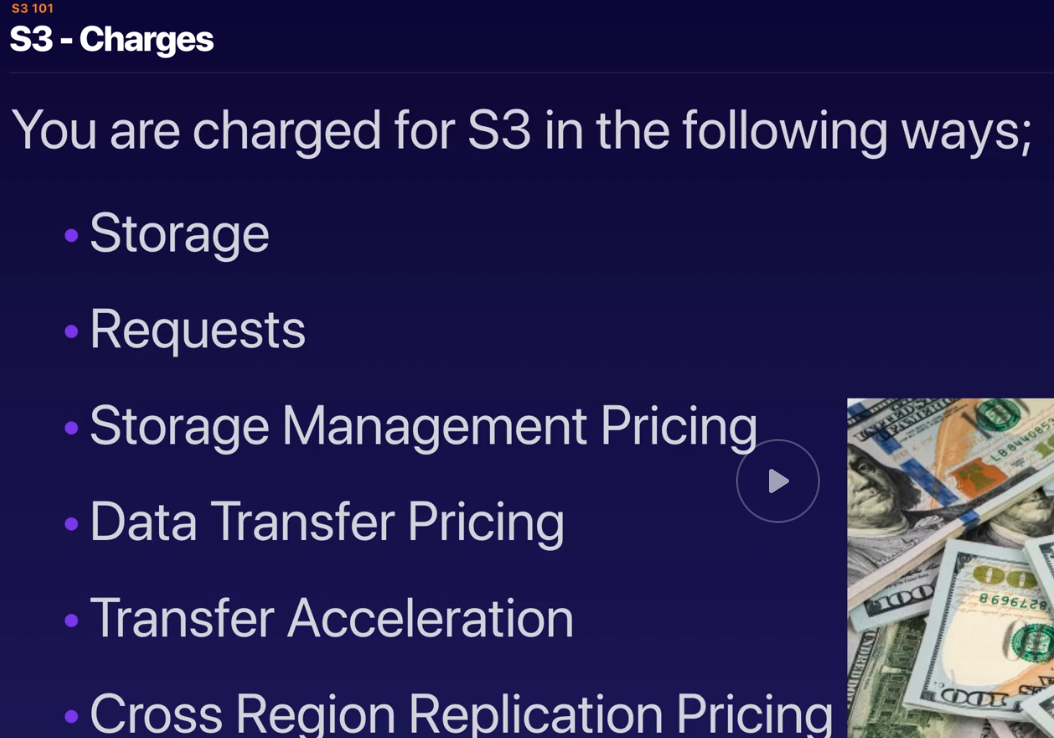 S3 101
S3 - Charges
You are charged for S3 in the following ways;
• Storage
• Requests
• Storage Management Pricing
• Data Transfer Pricing
• Transfer Acceleration
• Cross Region Replication Pricing
100